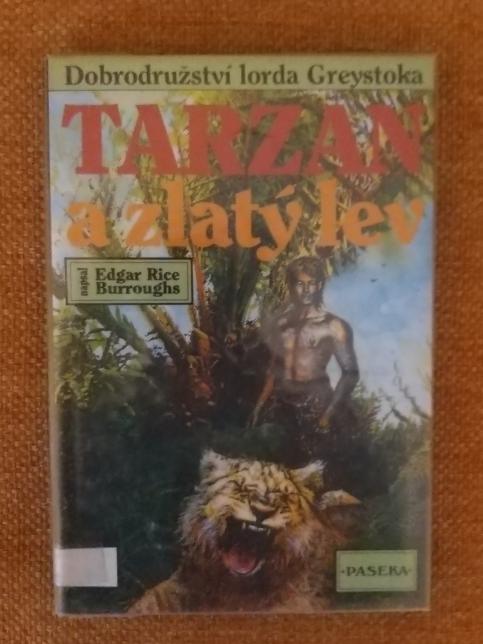 Dobrodružství lorda Greystoka
TARZAN
a zlatý lev
napsal
Edgar Rice
Burroughs
·PASEKA·